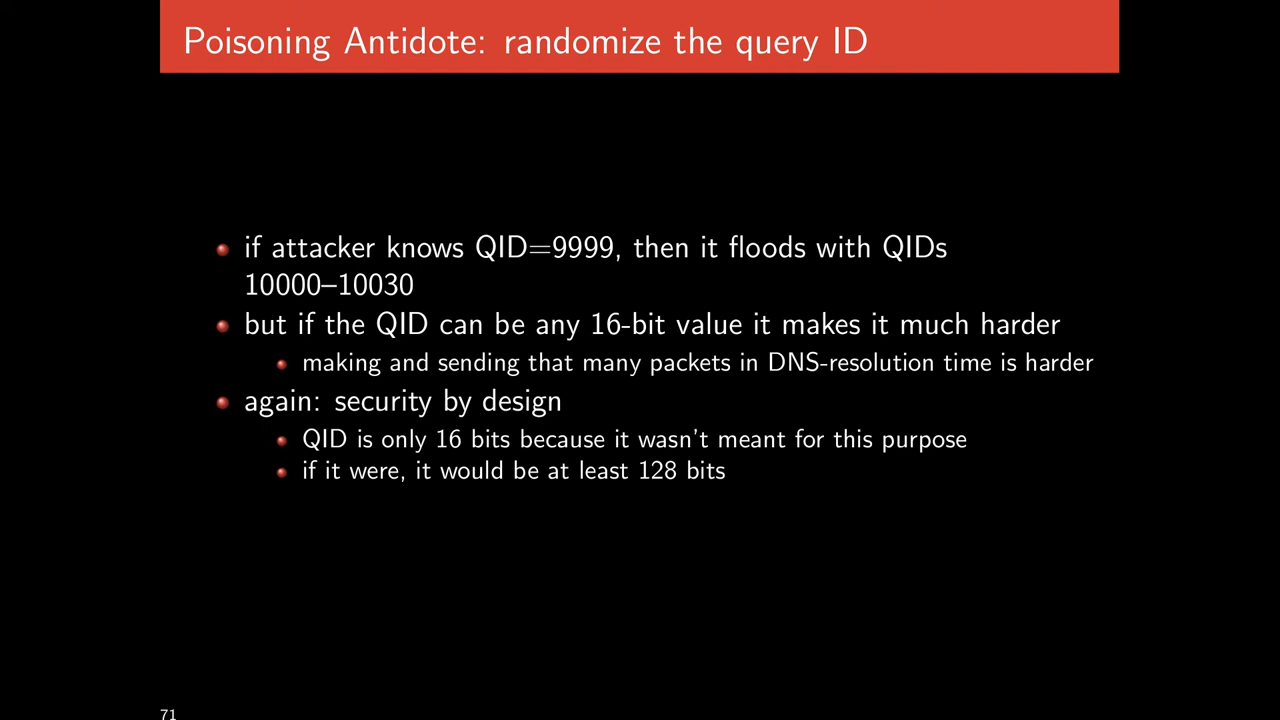 Poisoning Antidote: randomize the query ID
if attacker knows QID=9999, then it floods with QIDs
10000–10030
but if the QID can be any 16-bit value it makes it much harder
making and sending that many packets in DNS-resolution time is harder
again: security by design
QID is only 16 bits because it wasn't meant for this purpose
if it were, it would be at least 128 bits
71